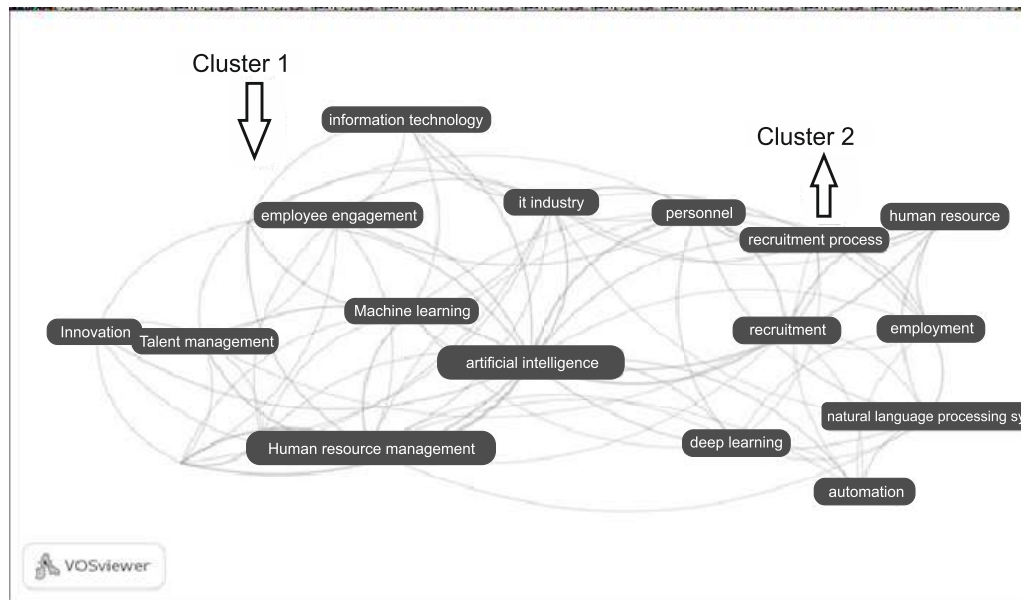 Cluster 1
information technology
Cluster 2
it industry
personnel
human resource
employee engagement
recruitment process
Machine learning
Innovation
Talent management
recruitment
employment
artificial intelligence
natural language processing sy
deep learning
Human resource management
automation
VOSviewer